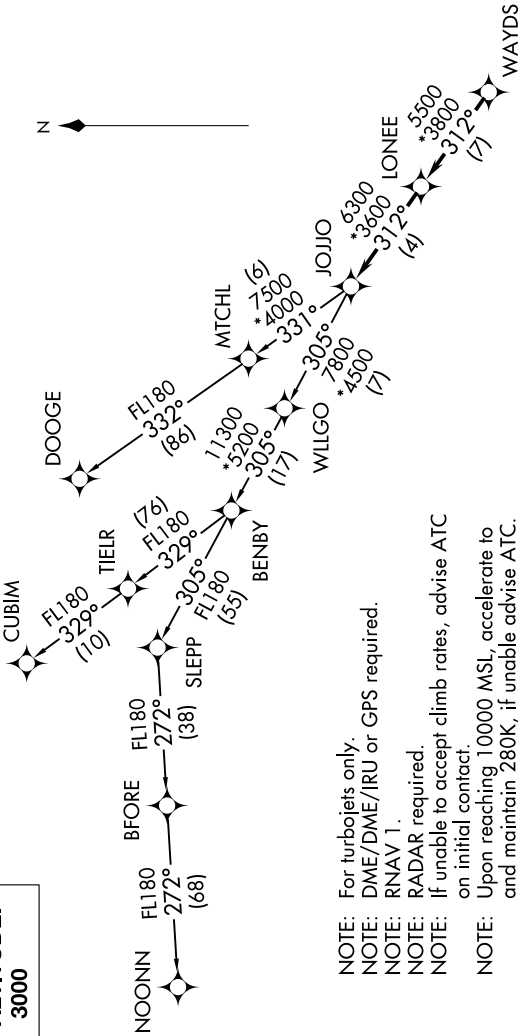 3000
N
CUBIM
FL180
329°
(10)
TIELR
(76)
FL180
329°
DOOGE
FL180
332°
(86)
MTCHL
(6)
7500
*4000
331°
JOJJO
6300
*3600
312°
(4)
LONEE
5500
*3800
312°
(7)
WAYDS
305°
7800
*4500
(7)
WLLGO
11300
*5200
305°
(17)
BENBY
305°
FL180
(55)
SLEPP
FL180
272°
(38)
BFORE
FL180
272°
(68)
NOONN
NOTE: For turbojets only.
NOTE: DME/DME/IRU or GPS required.
NOTE: RNAV 1.
NOTE: RADAR required.
NOTE: If unable to accept climb rates, advise ATC
on initial contact.
NOTE: Upon reaching 10000 MSL, accelerate to
and maintain 280K, if unable advise ATC.